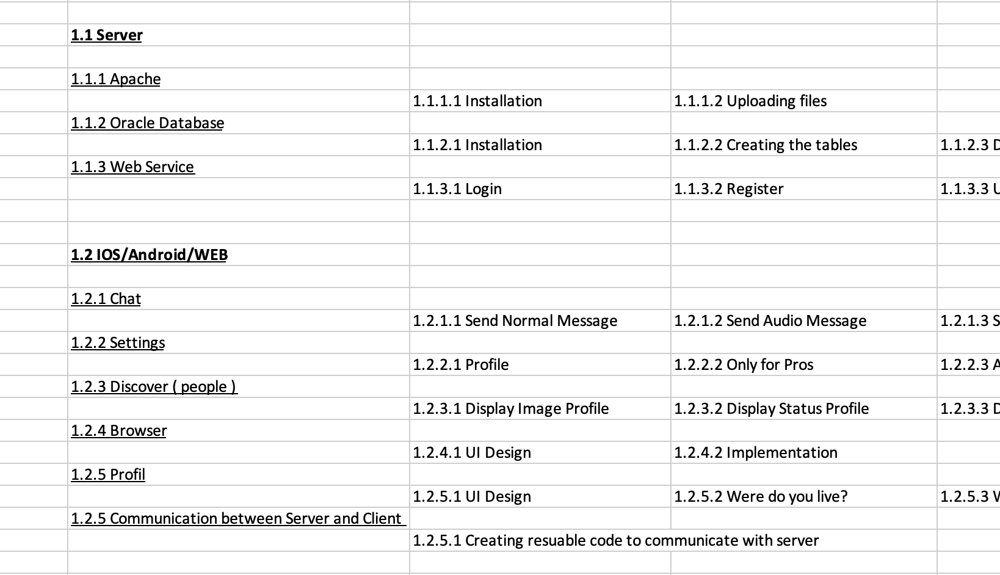 1.1 Server
1.1.1 Apache
1.1.1.1 Installation 1.1.1.2 Uploading files
1.1.2 Oracle Database
1.1.2.1 Installation 1.1.2.2 Creating the tables 1.1.2.3
1.1.3 Web Service
1.1.3.1 Login 1.1.3.2 Register 1.1.3.3
1.2 IOS/Android/WEB
1.2.1 Chat
1.2.1.1 Send Normal Message 1.2.1.2 Send Audio Message 1.2.1.3
1.2.2 Settings
1.2.2.1 Profile 1.2.2.2 Only for Pros 1.2.2.3
1.2.3 Discover ( people )
1.2.3.1 Display Image Profile 1.2.3.2 Display Status Profile 1.2.3.3
1.2.4 Browser
1.2.4.1 UI Design 1.2.4.2 Implementation
1.2.5 Profil
1.2.5.1 UI Design 1.2.5.2 Were do you live? 1.2.5.3
1.2.5 Communication between Server and Client
1.2.5.1 Creating resuable code to communicate with server